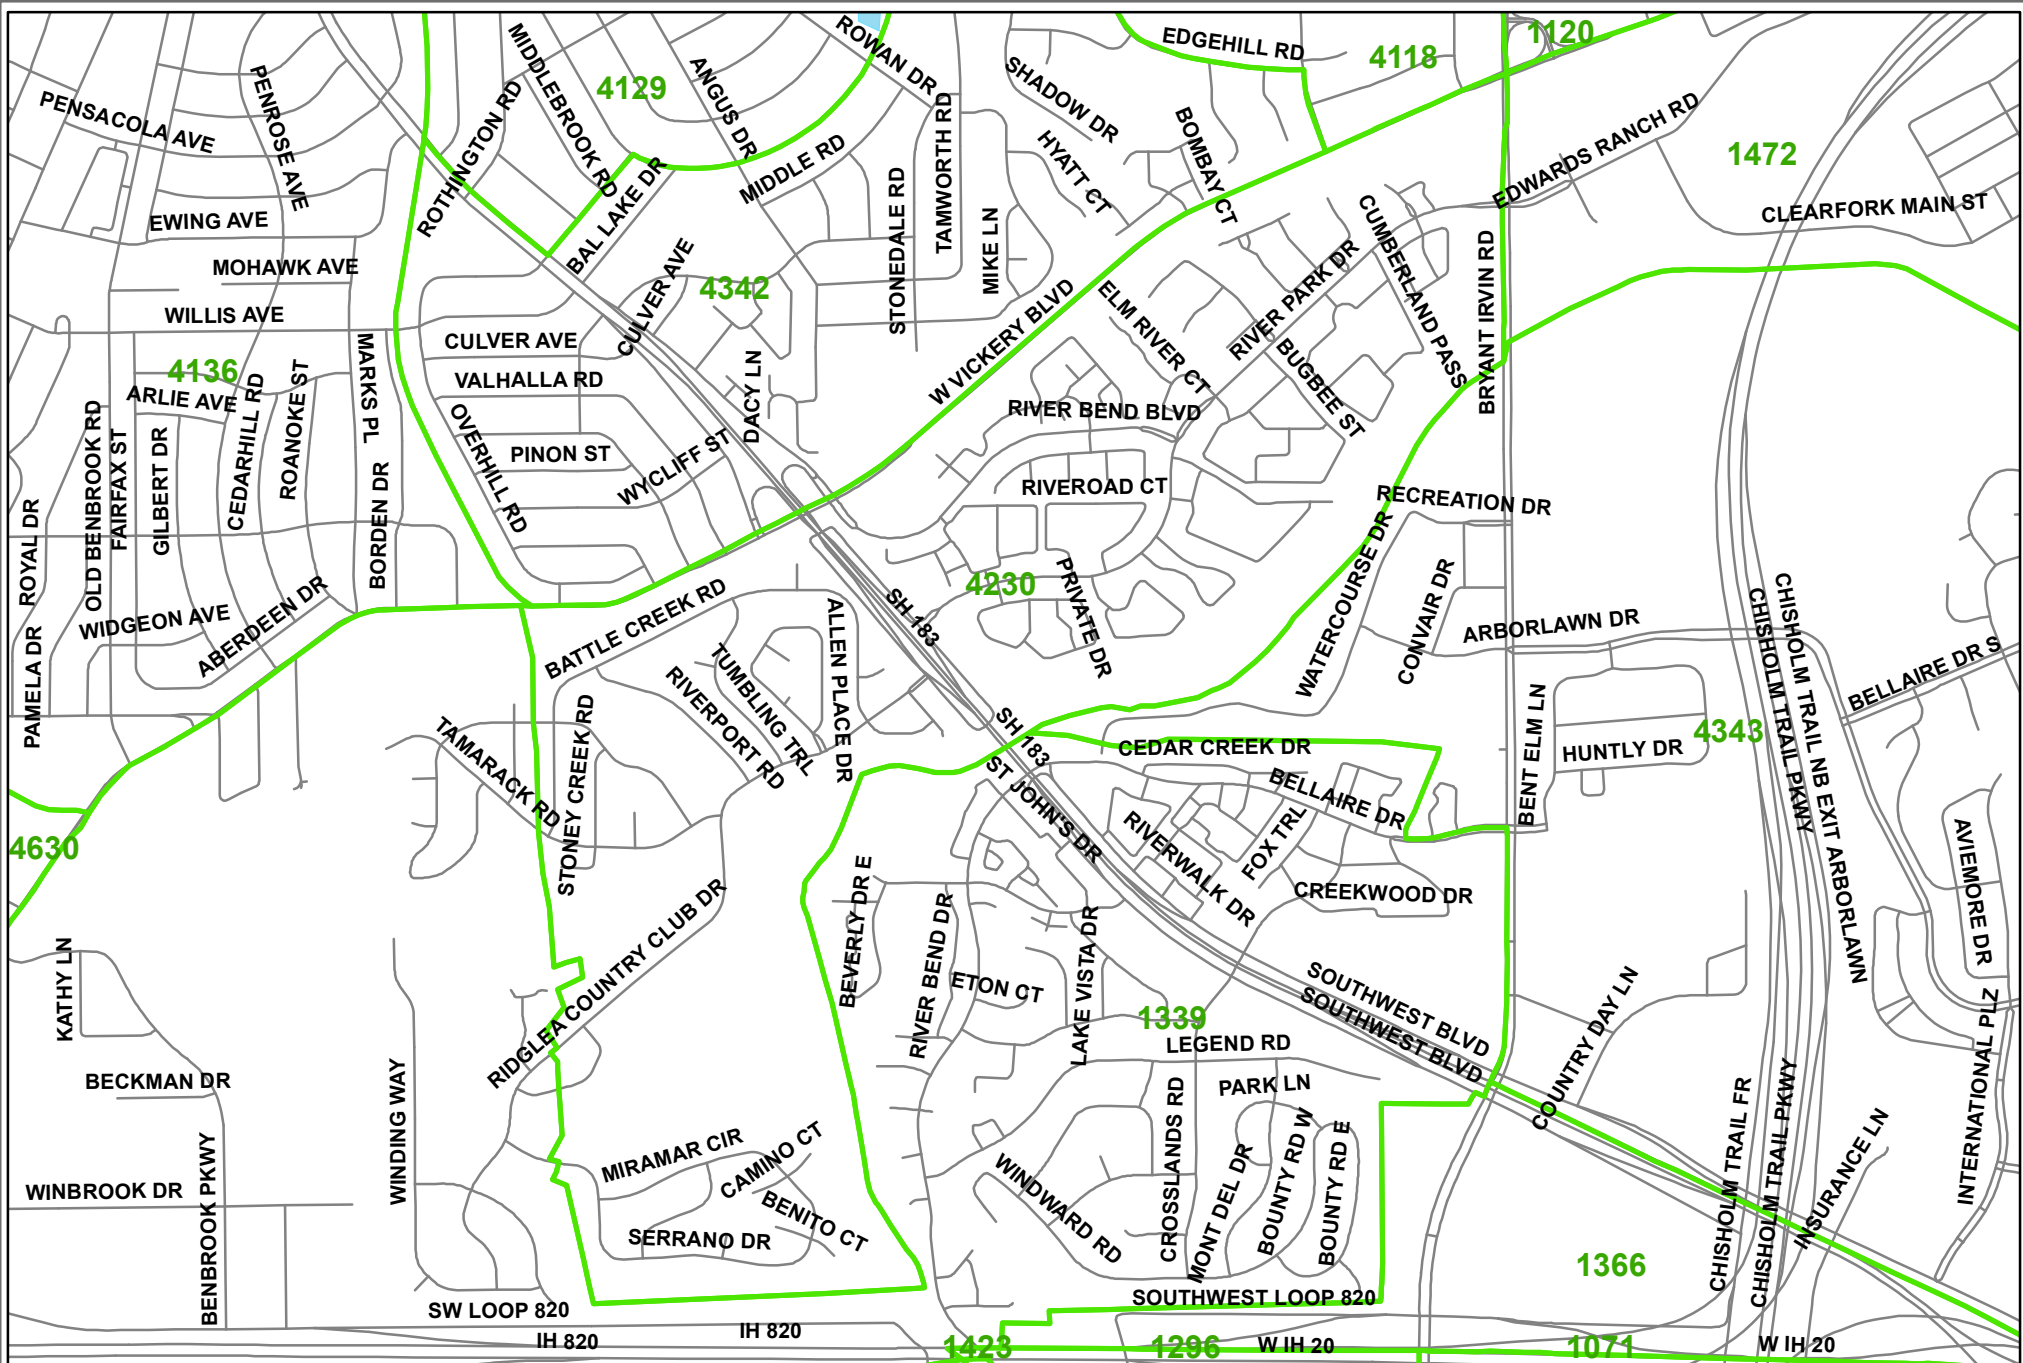 ROWAN DR
EDGEHILL RD
4118
1120
MIDDLEBROOK RD
4129
ANGUS DR
SHADOW DR
PENROSE AVE
PENSACOLA AVE
ROTHINGTON RD
TAMWORTH RD
BOMBAY CT
EDWARDS RANCH RD
1472
HYATT CT
MIDDLE RD
BAL LAKE DR
STONEDALE RD
MIKE LN
CUMBERLAND PASS
CLEARFORK MAIN ST
EWING AVE
MOHAWK AVE
CULVER AVE
4342
RIVER PARK DR
BRYANT IRVIN RD
WILLIS AVE
CULVER AVE
W VICKERY BLVD
ELM RIVER CT
BUGBEE ST
MARKS PL
4136
ARLIE AVE
VALHALLA RD
DACY LN
RIVER BEND BLVD
OLD BENBROOK RD
FAIRFAX ST
GILBERT DR
CEDARHILL RD
ROANOKE ST
BORDEN DR
OVERHILL RD
PINON ST
WYCLIFF ST
RIVEROAD CT
RECREATION DR
ROYAL DR
4230
PRIVATE DR
SH 183
WATERCOURSE DR
CONVAIR DR
ARBORLAWN DR
WIDGEON AVE
ABERDEEN DR
BATTLE CREEK RD
ALLEN PLACE DR
CHISHOLM TRAIL PKWY
CHISHOLM TRAIL NB EXIT ARBORLAWN
BELLAIRE DR S
PAMELA DR
TUMBLING TRL
RIVERPORT RD
STONEY CREEK RD
TAMARACK RD
SH 183
CEDAR CREEK DR
BENT ELM LN
HUNTLY DR
4343
ST JOHN'S DR
BELLAIRE DR
RIVERWALK DR
FOX TRL
CREEKWOOD DR
AVIEMORE DR
4630
BEVERLY DR E
RIVER BEND DR
ETON CT
LAKE VISTA DR
KATHY LN
RIDGLEA COUNTRY CLUB DR
SOUTHWEST BLVD
SOUTHWEST BLVD
COUNTRY DAY LN
INTERNATIONAL PLZ
1339
LEGEND RD
BECKMAN DR
WINDING WAY
PARK LN
CROSSLANDS RD
MONT DEL DR
BOUNTY RD W
BOUNTY RD E
CHISHOLM TRAIL FR
CHISHOLM TRAIL PKWY
INSURANCE LN
MIRAMAR CIR
CAMINO CT
BENITO CT
SERRANO DR
WINDWARD RD
WINBROOK DR
BENBROOK PKWY
1366
SW LOOP 820
SOUTHWEST LOOP 820
IH 820
IH 820
1423
1296
W IH 20
1071
W IH 20